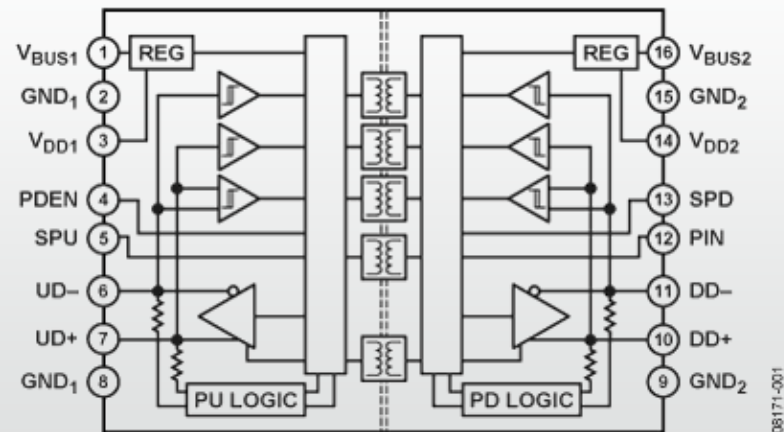 VBUS1 1 REG REG 16 VBUS2
GND1 2 15 GND2
VDD1 3 14 VDD2
PDEN 4 13 SPD
SPU 5 12 PIN
UD– 6 11 DD–
UD+ 7 10 DD+
GND1 8 PU LOGIC PD LOGIC 9 GND2
08171-001